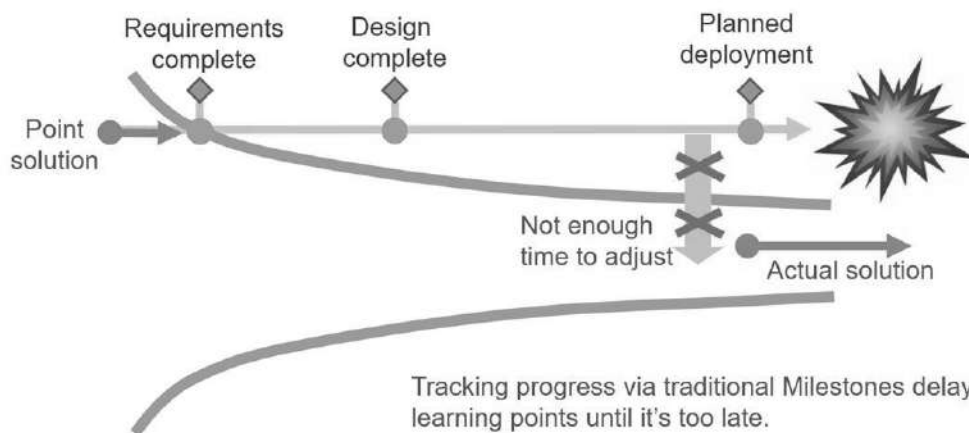 Requirements
complete
Design
complete
Planned
deployment
Point
solution
Not enough
time to adjust
Actual solution
Tracking progress via traditional Milestones delay
learning points until it's too late.